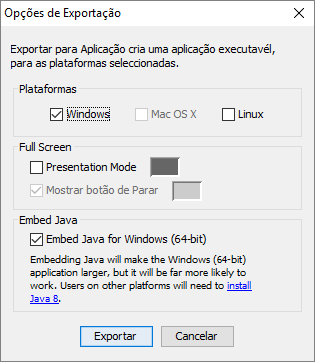 Opções de Exportação
Exportar para Aplicação cria uma aplicação executavél,
para as plataformas seleccionadas.
Plataformas
Windows
Mac OS X
Linux
Full Screen
Presentation Mode
Mostrar botão de Parar
Embed Java
Embed Java for Windows (64-bit)
Embedding Java will make the Windows (64-bit)
application larger, but it will be far more likely to
work. Users on other platforms will need to install
Java 8.
Exportar
Cancelar